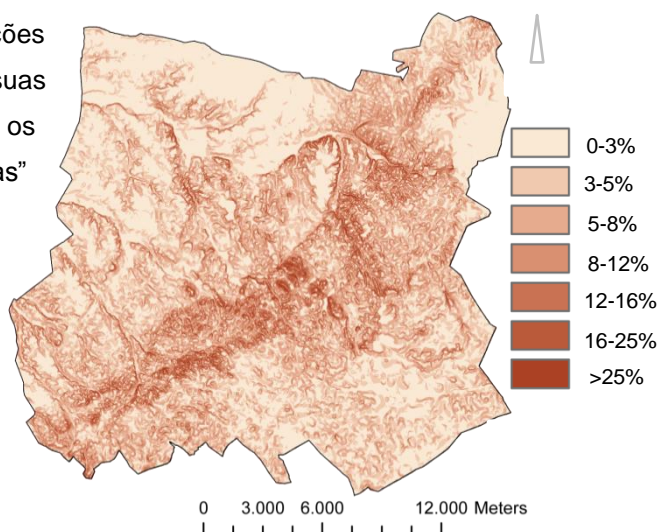 ções
suas
os
as”
0-3%
3-5%
5-8%
8-12%
12-16%
16-25%
>25%
0 3.000 6.000 12.000 Meters